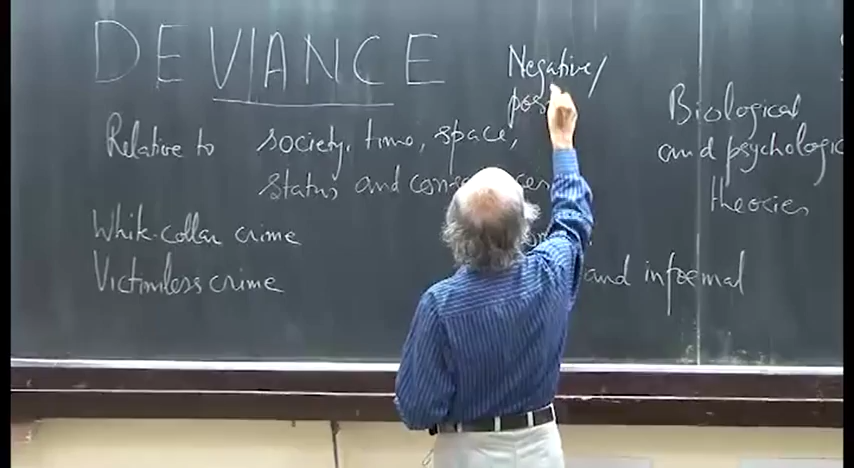 DEVIANCE
Relative to society, time, space,
status and
White-collar crime
Victimless crime
Negative/
and informal
Biological
and psychological
theories